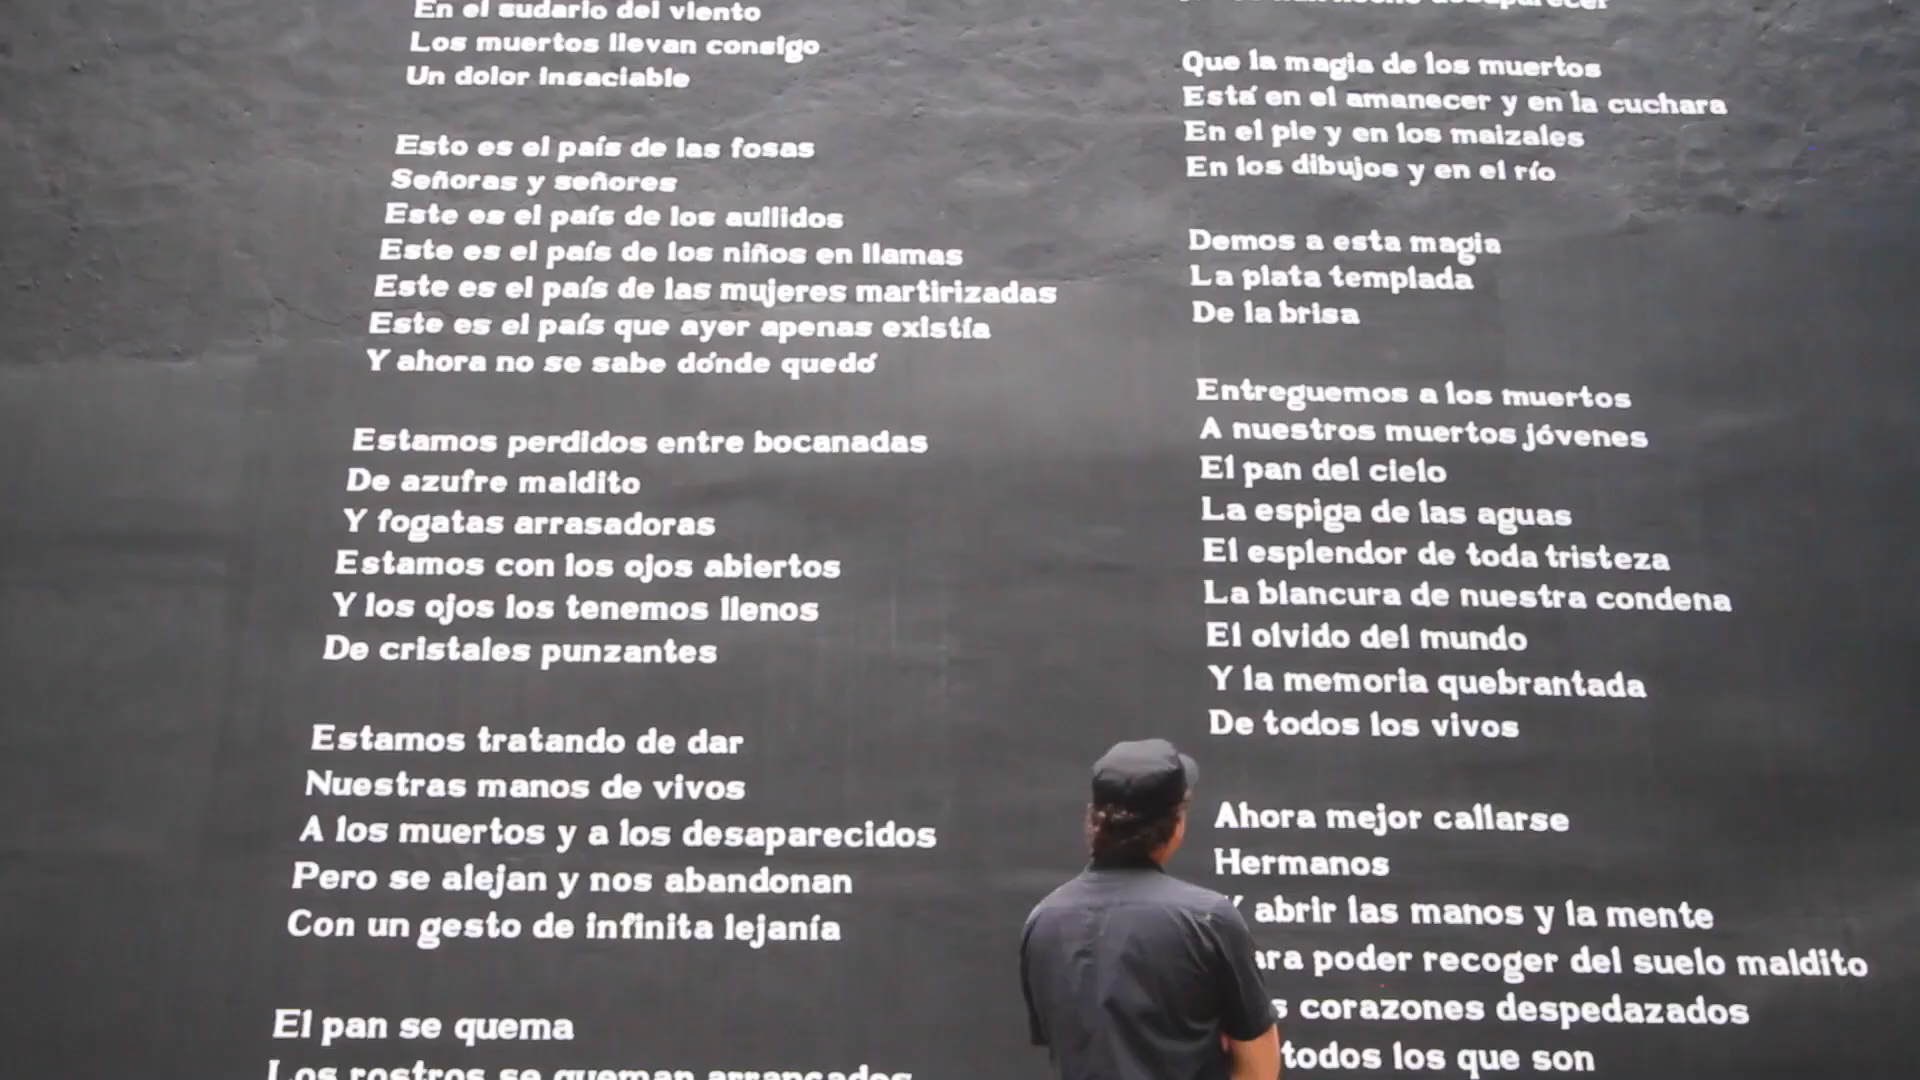 En el sudario del viento
Los muertos llevan consigo
Un dolor insaciable
Esto es el país de las fosas
Señoras y señores
Este es el país de los aullidos
Este es el país de los niños en llamas
Este es el país de las mujeres martirizadas
Este es el país que ayer apenas existía
Y ahora no se sabe dónde quedó
Estamos perdidos entre bocanadas
De azufre maldito
Y fogatas arrasadoras
Estamos con los ojos abiertos
Y los ojos los tenemos llenos
De cristales punzantes
Estamos tratando de dar
Nuestras manos de vivos
A los muertos y a los desaparecidos
Pero se alejan y nos abandonan
Con un gesto de infinita lejanía
El pan se quema
Los rostros se queman arrancados
desaparecer
Que la magia de los muertos
Está en el amanecer y en la cuchara
En el pie y en los maizales
En los dibujos y en el río
Demos a esta magia
La plata templada
De la brisa
Entreguemos a los muertos
A nuestros muertos jóvenes
El pan del cielo
La espiga de las aguas
El esplendor de toda tristeza
La blancura de nuestra condena
El olvido del mundo
Y la memoria quebrantada
De todos los vivos
Ahora mejor callarse
Hermanos
Y abrir las manos y la mente
poder recoger del suelo maldito
corazones despedazados
todos los que son